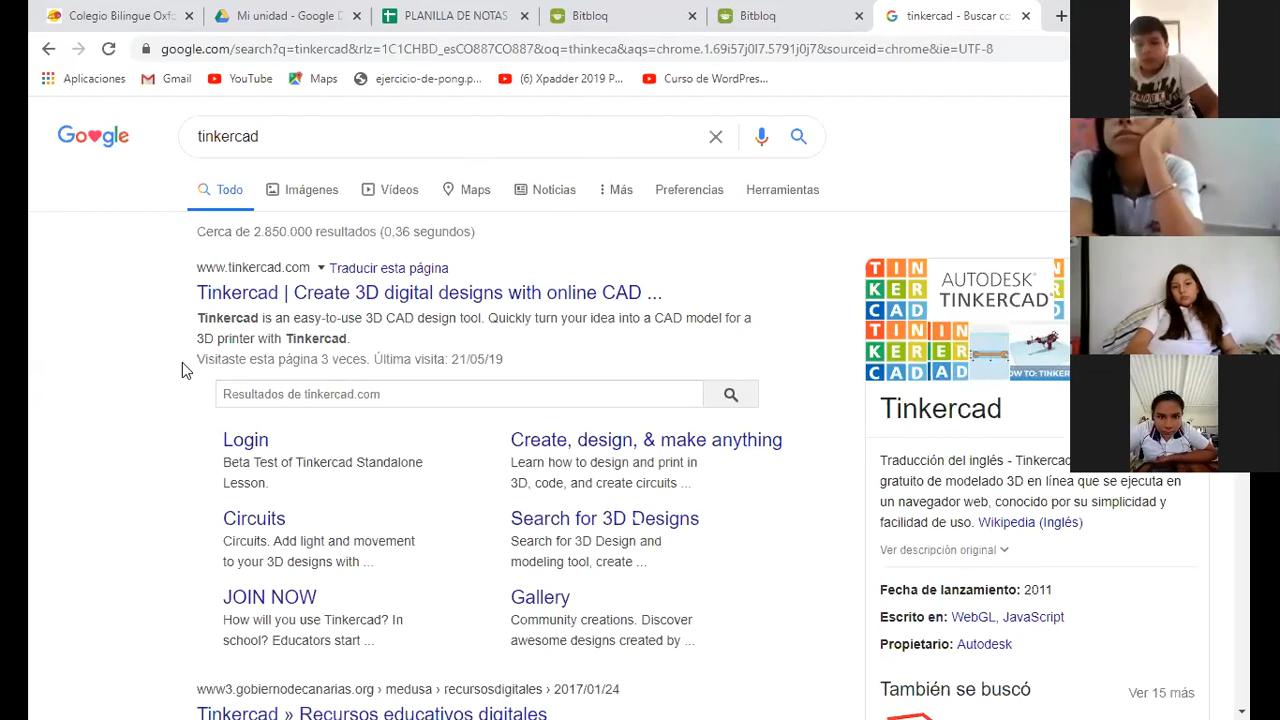 Colegio Bilingue Oxf
Mi unidad - Google D
PLANILLA DE NOTAS
Bitbloq
Bitbloq
tinkercad - Buscar co
google.com/search?q=tinkercad&rlz=1C1CHBD_esCO887CO887&oq=thinkeca&aqs=chrome.1.69i57j0l7.5791j0j7&sourceid=chrome&ie=UTF-8
Aplicaciones
Gmail
YouTube
Maps
ejercicio-de-pong.p...
(6) Xpadder 2019 P...
Curso de WordPres...
Google
tinkercad
Todo
Imágenes
Vídeos
Maps
Noticias
Más
Preferencias
Herramientas
Cerca de 2.850.000 resultados (0,36 segundos)
www.tinkercad.com
Traducir esta página
Tinkercad | Create 3D digital designs with online CAD ...
Tinkercad is an easy-to-use 3D CAD design tool. Quickly turn your idea into a CAD model for a
3D printer with Tinkercad.
Visitaste esta página 3 veces. Última visita: 21/05/19
Resultados de tinkercad.com
Login
Beta Test of Tinkercad Standalone
Lesson.
Create, design, & make anything
Learn how to design and print in
3D, code, and create circuits ...
Circuits
Circuits. Add light and movement
to your 3D designs with ...
Search for 3D Designs
Search for 3D Design and
modeling tool, create ...
JOIN NOW
How will you use Tinkercad? In
school? Educators start ...
Gallery
Community creations. Discover
awesome designs created by ...
www3.gobiernodecanarias.org › medusa › recursosdigitales › 2017/01/24
Tinkercad » Recursos educativos digitales
TIN
KER
CAD
TIN
KER
CAD
AUTODESK
TINKERCAD
Tinkercad
Traducción del inglés - Tinkercad
gratuito de modelado 3D en línea que se ejecuta en
un navegador web, conocido por su simplicidad y
facilidad de uso. Wikipedia (Inglés)
Ver descripción original
Fecha de lanzamiento: 2011
Escrito en: WebGL, JavaScript
Propietario: Autodesk
También se buscó
Ver 15 más